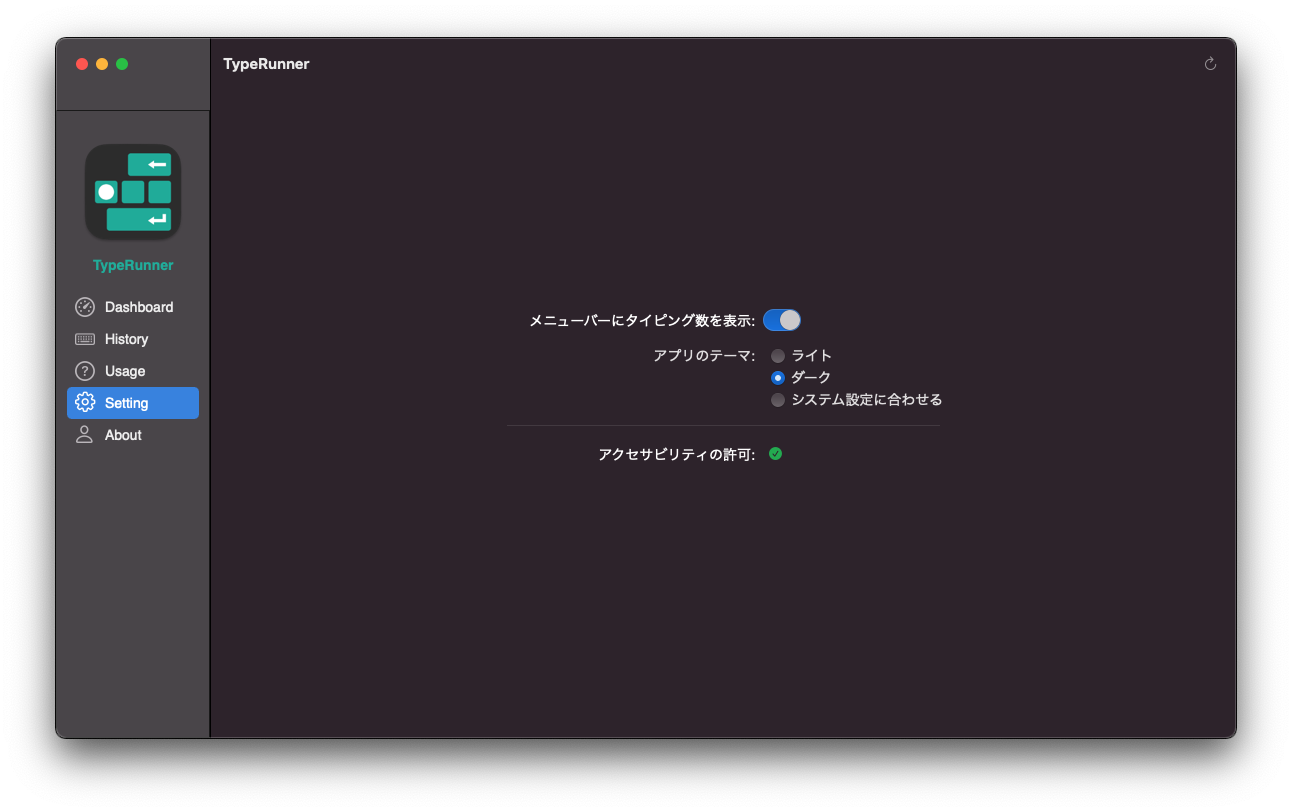 TypeRunner
TypeRunner
Dashboard
History
Usage
Setting
About
メニューバーにタイピング数を表示:
アプリのテーマ:
ライト
ダーク
システム設定に合わせる
アクセサビリティの許可: